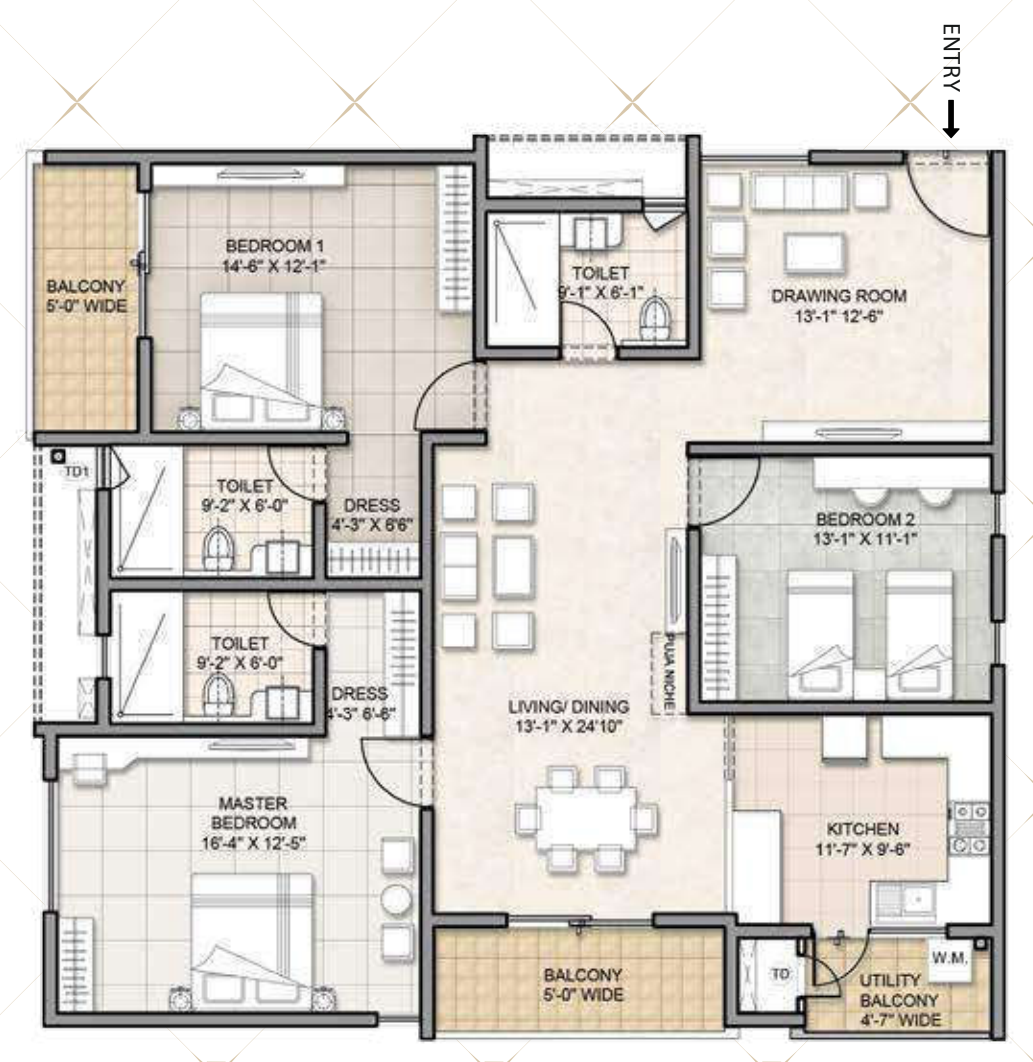 ENTRY
BEDROOM 1
14'-6" X 12'-1"
BALCONY
5'-0" WIDE
TOILET
9'-1" X 6'-1"
DRAWING ROOM
13'-1" 12'-6"
TD1
TOILET
9'-2" X 6'-0"
DRESS
4'-3" X 6'6"
BEDROOM 2
13'-1" X 11'-1"
TOILET
9'-2" X 6'-0"
DRESS
4'-3" 6'-6"
PUJA NICHE
LIVING/ DINING
13'-1" X 24'10"
MASTER
BEDROOM
16'-4" X 12'-5"
KITCHEN
11'-7" X 9'-6"
BALCONY
5'-0" WIDE
TD
W.M.
UTILITY
BALCONY
4'-7" WIDE